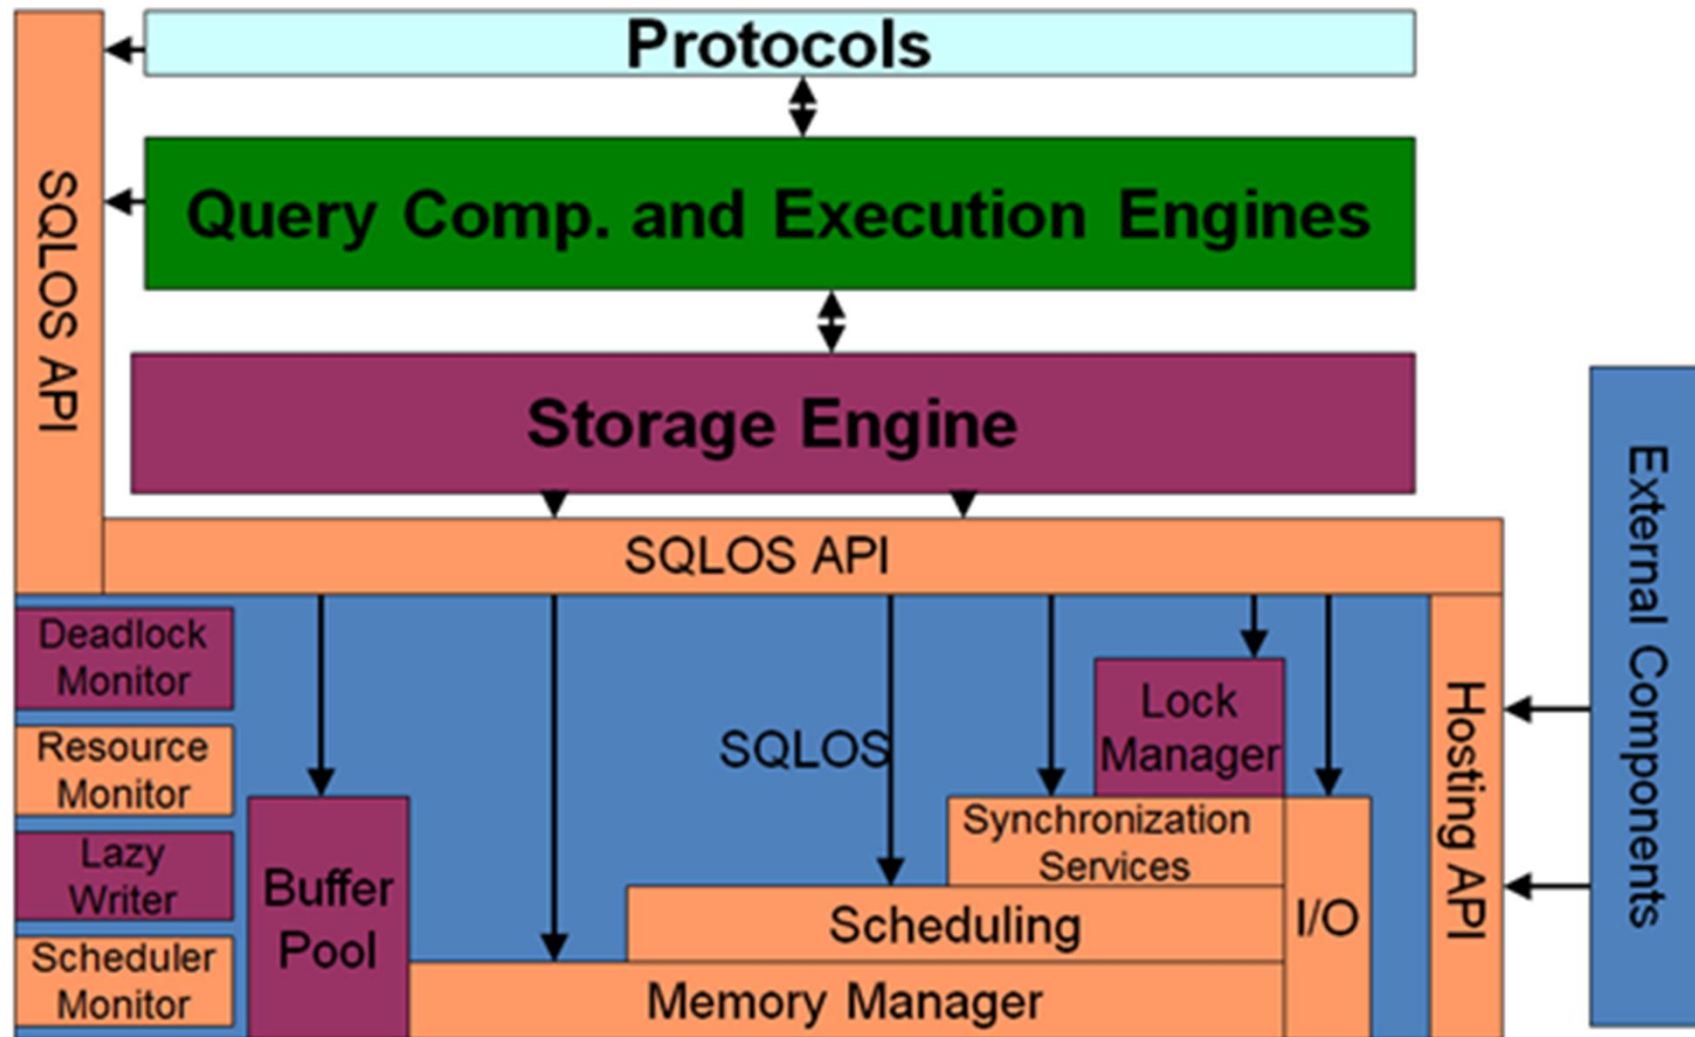 Protocols
SQLOS API
Query Comp. and Execution Engines
Storage Engine
SQLOS API
External Components
Deadlock
Monitor
Resource
Monitor
Lazy
Writer
Scheduler
Monitor
Buffer
Pool
SQLOS
Lock
Manager
Synchronization
Services
Scheduling
Memory Manager
I/O
Hosting API